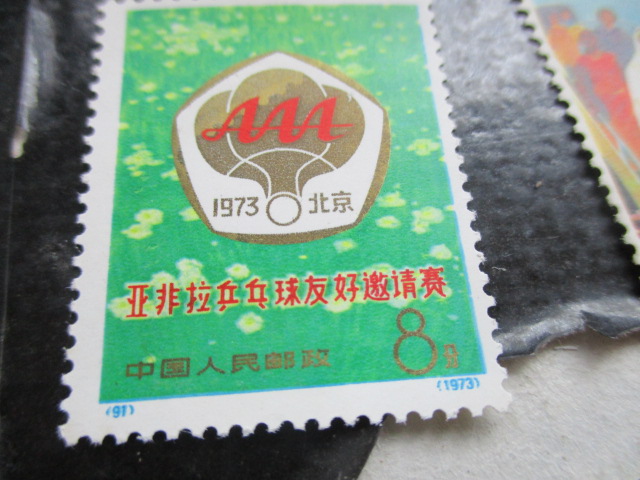 AAA
1973 北京
亚非拉乒乓球友好邀请赛
8分
中国人民邮政
(91) (1973)